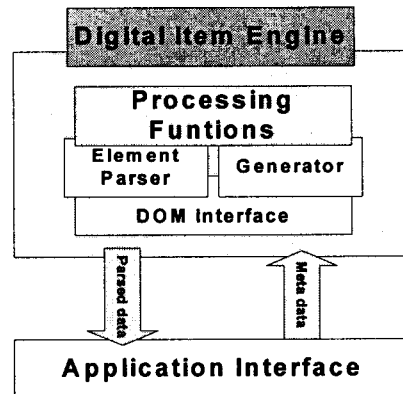 Digital Item Engine
Processing
Funtions
Element
Parser
Generator
DOM Interface
Parsed data
Meta data
Application Interface